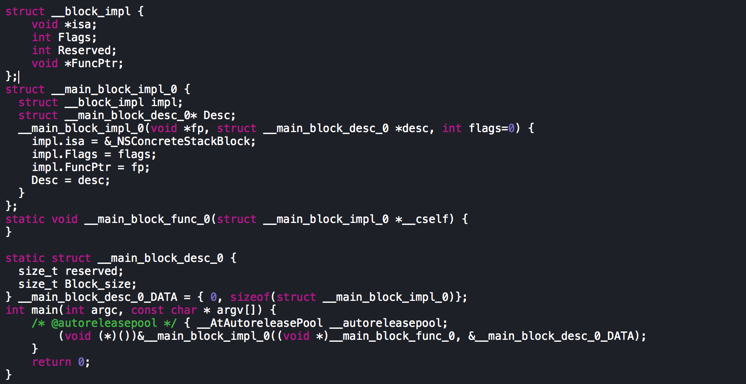 struct __block_impl {
    void *isa;
    int Flags;
    int Reserved;
    void *FuncPtr;
};
struct __main_block_impl_0 {
  struct __block_impl impl;
  struct __main_block_desc_0* Desc;
  __main_block_impl_0(void *fp, struct __main_block_desc_0 *desc, int flags=0) {
    impl.isa = &_NSConcreteStackBlock;
    impl.Flags = flags;
    impl.FuncPtr = fp;
    Desc = desc;
  }
};
static void __main_block_func_0(struct __main_block_impl_0 *__cself) {
}

static struct __main_block_desc_0 {
  size_t reserved;
  size_t Block_size;
} __main_block_desc_0_DATA = { 0, sizeof(struct __main_block_impl_0)};
int main(int argc, const char * argv[]) {
    /* @autoreleasepool */ { __AtAutoreleasePool __autoreleasepool;
        (void (*)())&__main_block_impl_0((void *)__main_block_func_0, &__main_block_desc_0_DATA);
    }
    return 0;
}